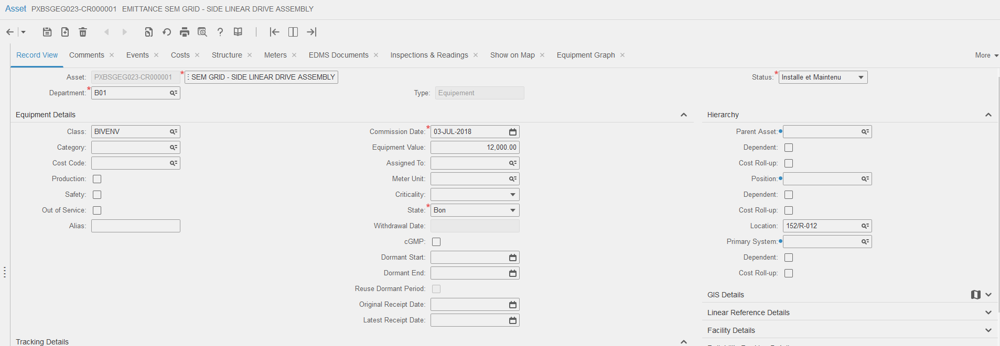 Asset PXBSGEG023-CR000001 EMITTANCE SEM GRID - SIDE LINEAR DRIVE ASSEMBLY
Record View Comments Events Costs Structure Meters EDMS Documents Inspections & Readings Show on Map Equipment Graph More
Asset: PXBSGEG023-CR000001 * SEM GRID - SIDE LINEAR DRIVE ASSEMBLY Status: * Installe et Maintenu
Department: * B01 Type: Equipement
Equipment Details
Class: BIVENV
Category:
Cost Code:
Production:
Safety:
Out of Service:
Alias:
Commission Date: * 03-JUL-2018
Equipment Value: 12,000.00
Assigned To:
Meter Unit:
Criticality:
State: * Bon
Withdrawal Date:
cGMP:
Dormant Start:
Dormant End:
Reuse Dormant Period:
Original Receipt Date:
Latest Receipt Date:
Tracking Details
Hierarchy
Parent Asset:
Dependent:
Cost Roll-up:
Position:
Dependent:
Cost Roll-up:
Location: 152/R-012
Primary System:
Dependent:
Cost Roll-up:
GIS Details
Linear Reference Details
Facility Details